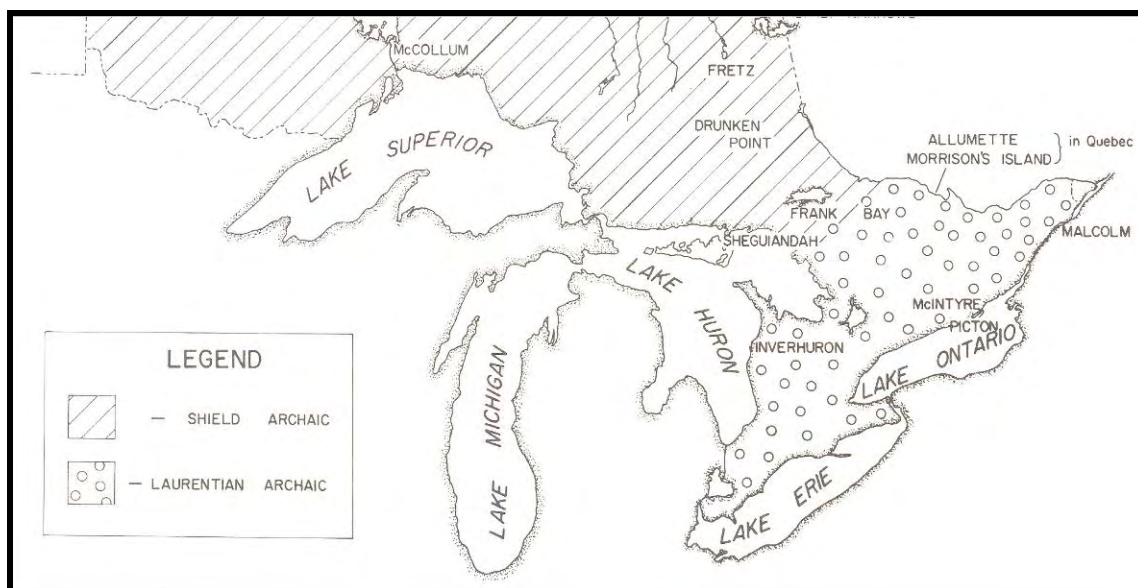 McCOLLUM
FRETZ
DRUNKEN
POINT
ALLUMETTE
MORRISON'S ISLAND
in Quebec
LAKE SUPERIOR
FRANK BAY
SHEGUIANDAH
MALCOLM
LAKE HURON
McINTYRE
PICTON
INVERHURON
LAKE ONTARIO
LAKE MICHIGAN
LAKE ERIE
LEGEND
— SHIELD ARCHAIC
— LAURENTIAN ARCHAIC